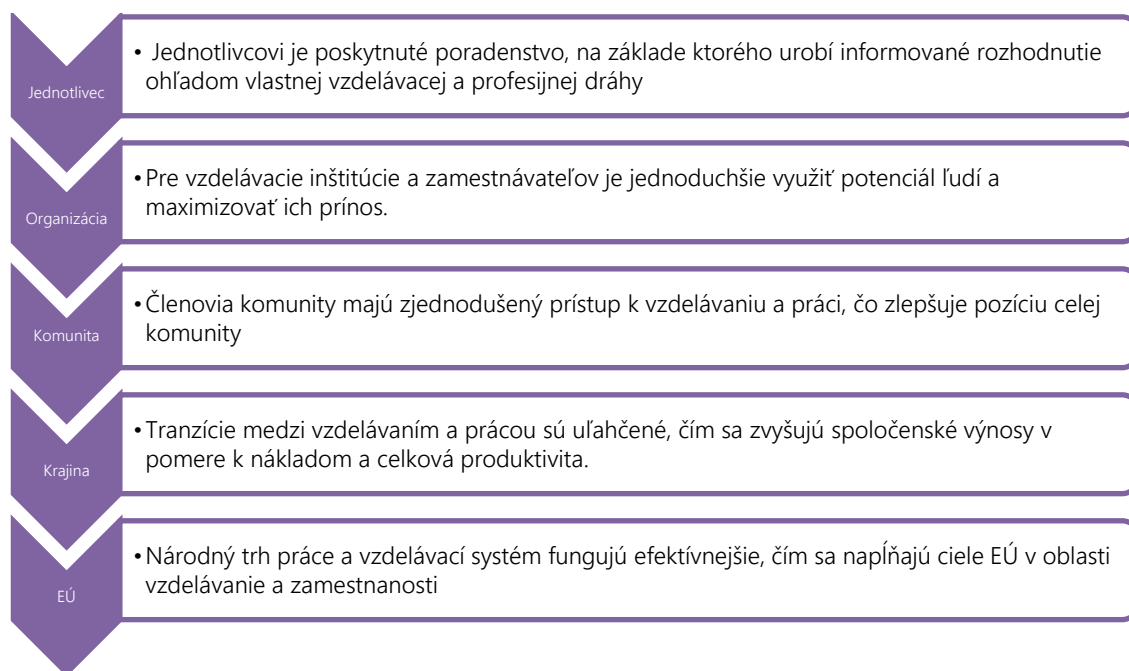 Jednotlivec
• Jednotlivcovi je poskytnuté poradenstvo, na základe ktorého urobí informované rozhodnutie
ohľadom vlastnej vzdelávacej a profesijnej dráhy
Organizácia
• Pre vzdelávacie inštitúcie a zamestnávateľov je jednoduchšie využiť potenciál ľudí a
maximizovať ich prínos.
Komunita
• Členovia komunity majú zjednodušený prístup k vzdelávaniu a práci, čo zlepšuje pozíciu celej
komunity
Krajina
• Tranzície medzi vzdelávaním a prácou sú uľahčené, čím sa zvyšujú spoločenské výnosy v
pomere k nákladom a celková produktivita.
EÚ
• Národný trh práce a vzdelávací systém fungujú efektívnejšie, čím sa napĺňajú ciele EÚ v oblasti
vzdelávanie a zamestnanosti